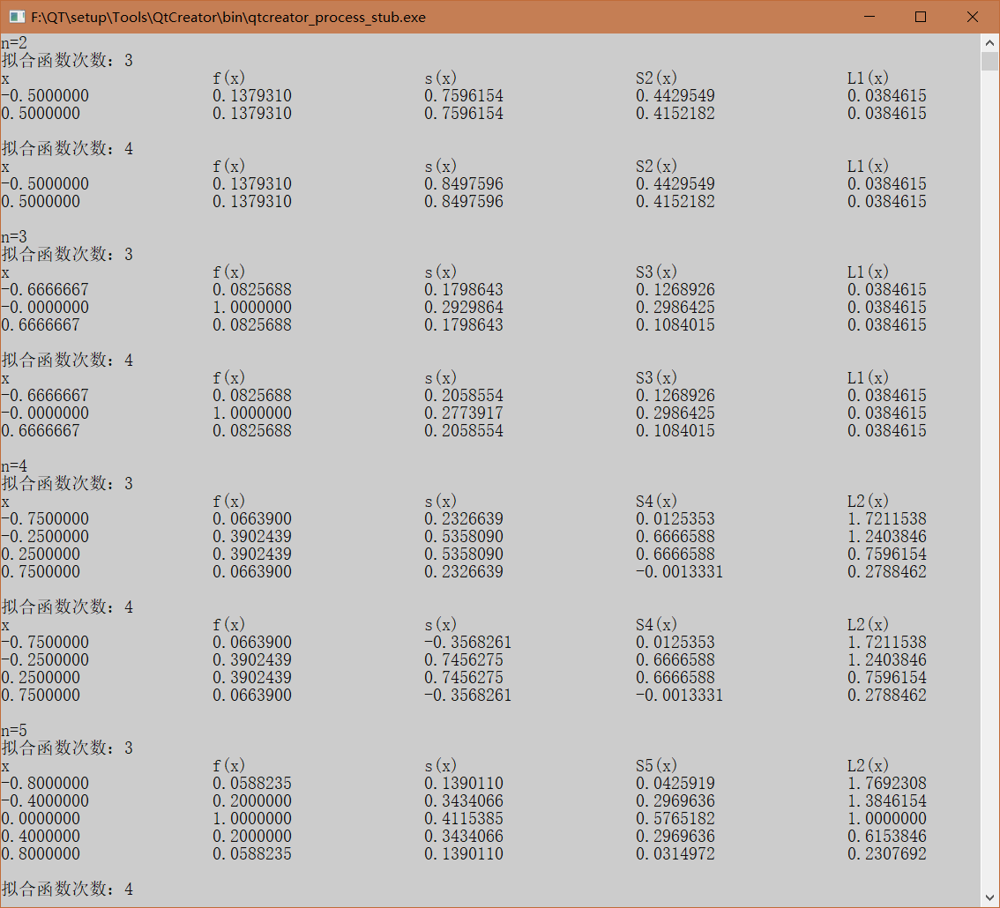 F:\QT\setup\Tools\QtCreator\bin\qtcreator_process_stub.exe
n=2
拟合函数次数：3
x f(x) s(x) S2(x) L1(x)
-0.5000000 0.1379310 0.7596154 0.4429549 0.0384615
0.5000000 0.1379310 0.7596154 0.4152182 0.0384615
拟合函数次数：4
x f(x) s(x) S2(x) L1(x)
-0.5000000 0.1379310 0.8497596 0.4429549 0.0384615
0.5000000 0.1379310 0.8497596 0.4152182 0.0384615
n=3
拟合函数次数：3
x f(x) s(x) S3(x) L1(x)
-0.6666667 0.0825688 0.1798643 0.1268926 0.0384615
-0.0000000 1.0000000 0.2929864 0.2986425 0.0384615
0.6666667 0.0825688 0.1798643 0.1084015 0.0384615
拟合函数次数：4
x f(x) s(x) S3(x) L1(x)
-0.6666667 0.0825688 0.2058554 0.1268926 0.0384615
-0.0000000 1.0000000 0.2773917 0.2986425 0.0384615
0.6666667 0.0825688 0.2058554 0.1084015 0.0384615
n=4
拟合函数次数：3
x f(x) s(x) S4(x) L2(x)
-0.7500000 0.0663900 0.2326639 0.0125353 1.7211538
-0.2500000 0.3902439 0.5358090 0.6666588 1.2403846
0.2500000 0.3902439 0.5358090 0.6666588 0.7596154
0.7500000 0.0663900 0.2326639 -0.0013331 0.2788462
拟合函数次数：4
x f(x) s(x) S4(x) L2(x)
-0.7500000 0.0663900 -0.3568261 0.0125353 1.7211538
-0.2500000 0.3902439 0.7456275 0.6666588 1.2403846
0.2500000 0.3902439 0.7456275 0.6666588 0.7596154
0.7500000 0.0663900 -0.3568261 -0.0013331 0.2788462
n=5
拟合函数次数：3
x f(x) s(x) S5(x) L2(x)
-0.8000000 0.0588235 0.1390110 0.0425919 1.7692308
-0.4000000 0.2000000 0.3434066 0.2969636 1.3846154
0.0000000 1.0000000 0.4115385 0.5765182 1.0000000
0.4000000 0.2000000 0.3434066 0.2969636 0.6153846
0.8000000 0.0588235 0.1390110 0.0314972 0.2307692
拟合函数次数：4